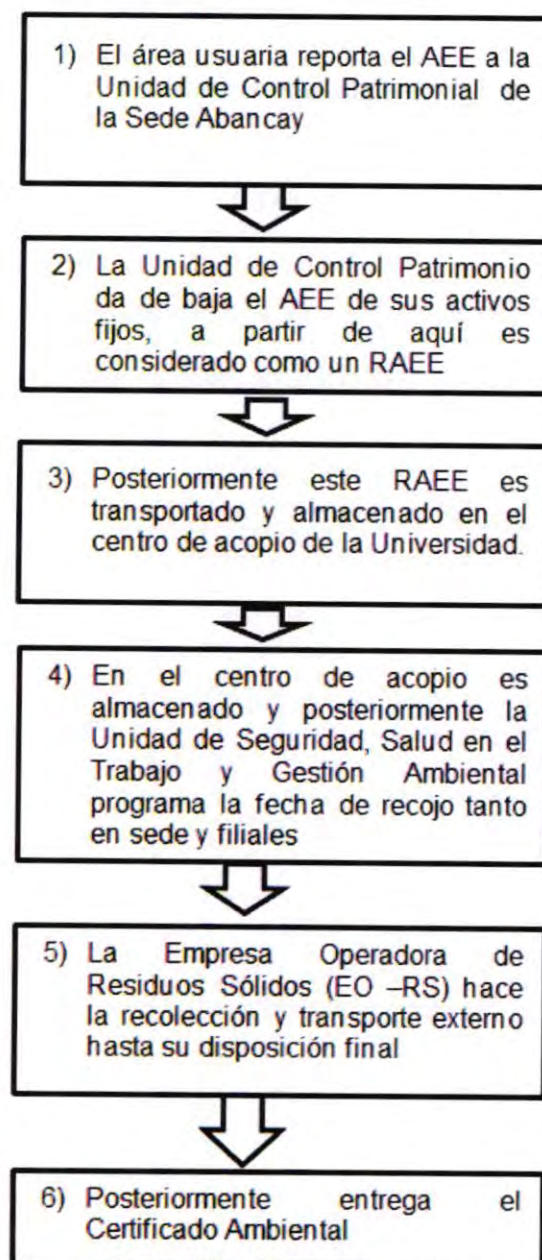 1) El área usuaria reporta el AEE a la
Unidad de Control Patrimonial de
la Sede Abancay
2) La Unidad de Control Patrimonio
da de baja el AEE de sus activos
fijos, a partir de aquí es
considerado como un RAEE
3) Posteriormente este RAEE es
transportado y almacenado en el
centro de acopio de la Universidad.
4) En el centro de acopio es
almacenado y posteriormente la
Unidad de Seguridad, Salud en el
Trabajo y Gestión Ambiental
programa la fecha de recojo tanto
en sede y filiales
5) La Empresa Operadora de
Residuos Sólidos (EO –RS) hace
la recolección y transporte externo
hasta su disposición final
6) Posteriormente entrega el
Certificado Ambiental